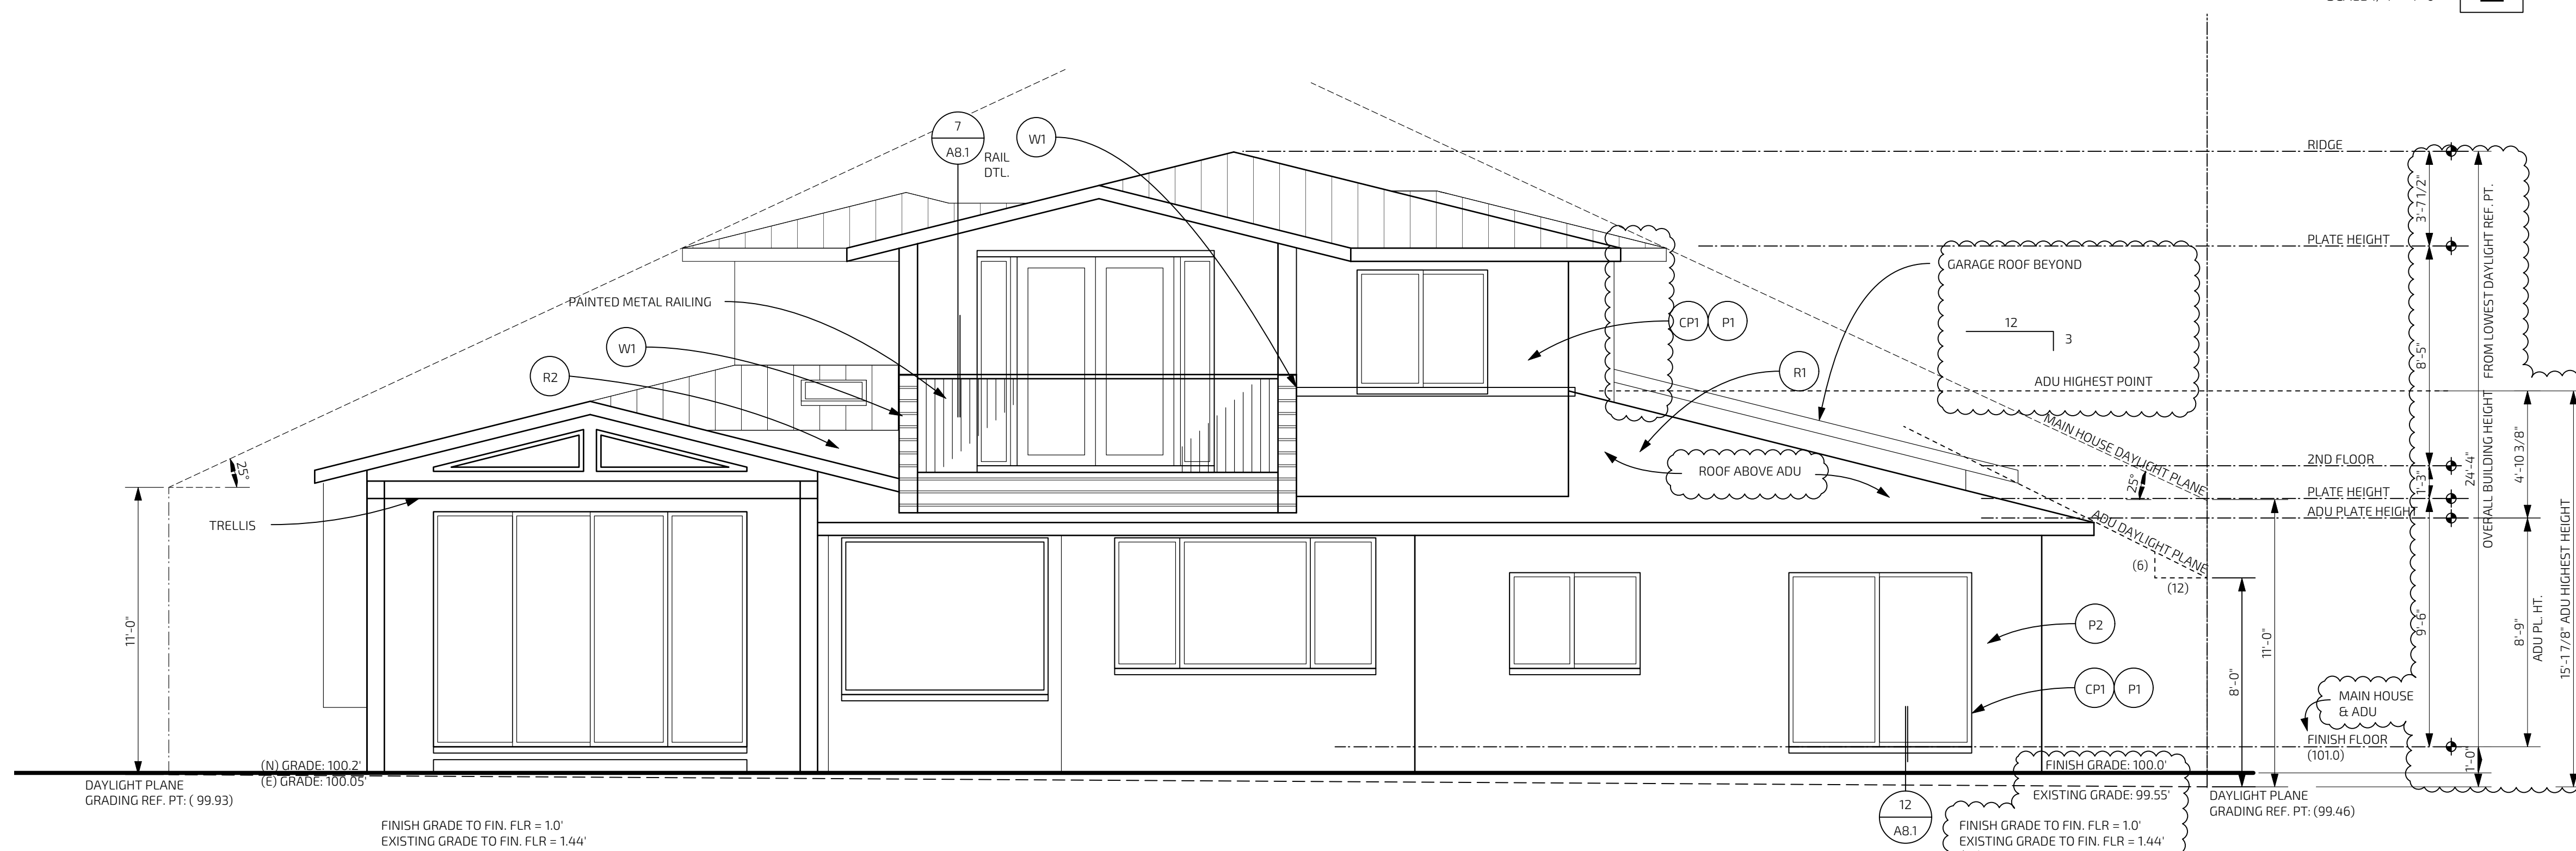 7
A8.1
RAIL
DTL.
W1
RIDGE
PLATE HEIGHT
GARAGE ROOF BEYOND
12
3
ADU HIGHEST POINT
PAINTED METAL RAILING
W1
R2
CP1
P1
R1
MAIN HOUSE DAYLIGHT PLANE
25°
ROOF ABOVE ADU
25°
2ND FLOOR
PLATE HEIGHT
ADU PLATE HEIGHT
ADU DAYLIGHT PLANE
(6)
(12)
TRELLIS
11'-0"
P2
CP1
P1
8'-0"
11'-0"
3'-7 1/2"
8'-5"
1'-3"
9'-6"
1'-0"
24'-4"
OVERALL BUILDING HEIGHT FROM LOWEST DAYLIGHT REF. PT.
4'-10 3/8"
8'-9"
ADU PL. HT.
15'-1 7/8" ADU HIGHEST HEIGHT
MAIN HOUSE
& ADU
FINISH FLOOR
(101.0)
(N) GRADE: 100.2'
(E) GRADE: 100.05'
DAYLIGHT PLANE
GRADING REF. PT: ( 99.93)
FINISH GRADE TO FIN. FLR = 1.0'
EXISTING GRADE TO FIN. FLR = 1.44'
12
A8.1
FINISH GRADE: 100.0'
EXISTING GRADE: 99.55'
FINISH GRADE TO FIN. FLR = 1.0'
EXISTING GRADE TO FIN. FLR = 1.44'
DAYLIGHT PLANE
GRADING REF. PT: (99.46)